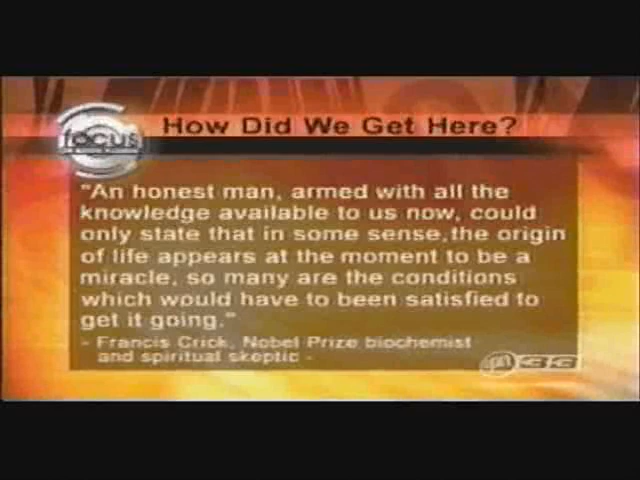 How Did We Get Here?
focus
"An honest man, armed with all the
knowledge available to us now, could
only state that in some sense,the origin
of life appears at the moment to be a
miracle, so many are the conditions
which would have to been satisfied to
get it going."
- Francis Crick, Nobel Prize biochemist
and spiritual skeptic -
upn 33